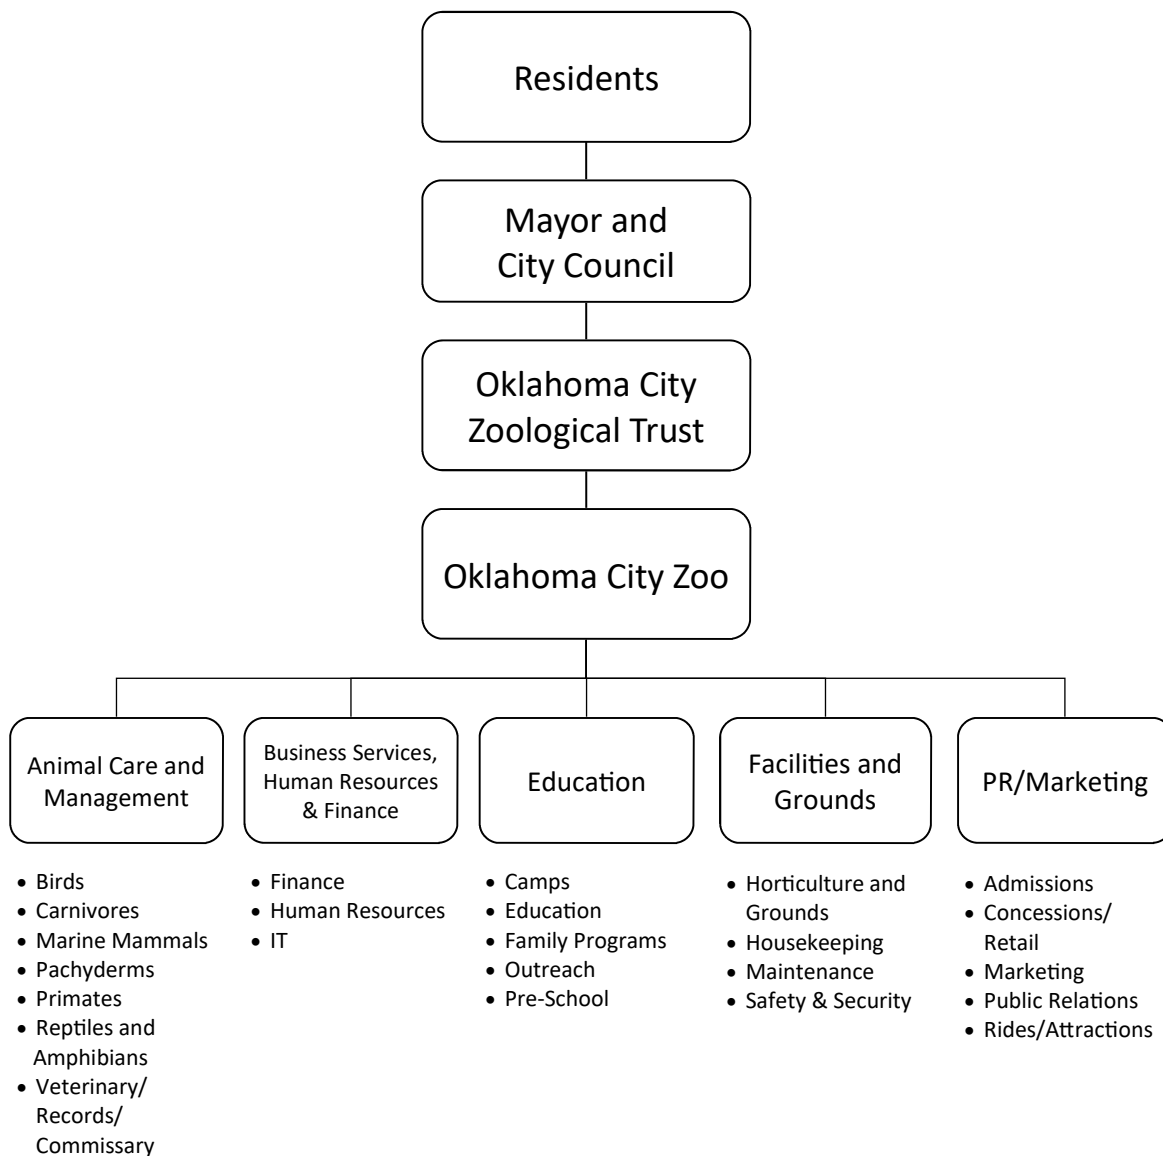 Residents
Mayor and
City Council
Oklahoma City
Zoological Trust
Oklahoma City Zoo
Animal Care and
Management
• Birds
• Carnivores
• Marine Mammals
• Pachyderms
• Primates
• Reptiles and
Amphibians
• Veterinary/
Records/
Commissary
Business Services,
Human Resources
& Finance
• Finance
• Human Resources
• IT
Education
• Camps
• Education
• Family Programs
• Outreach
• Pre-School
Facilities and
Grounds
• Horticulture and
Grounds
• Housekeeping
• Maintenance
• Safety & Security
PR/Marketing
• Admissions
• Concessions/
Retail
• Marketing
• Public Relations
• Rides/Attractions